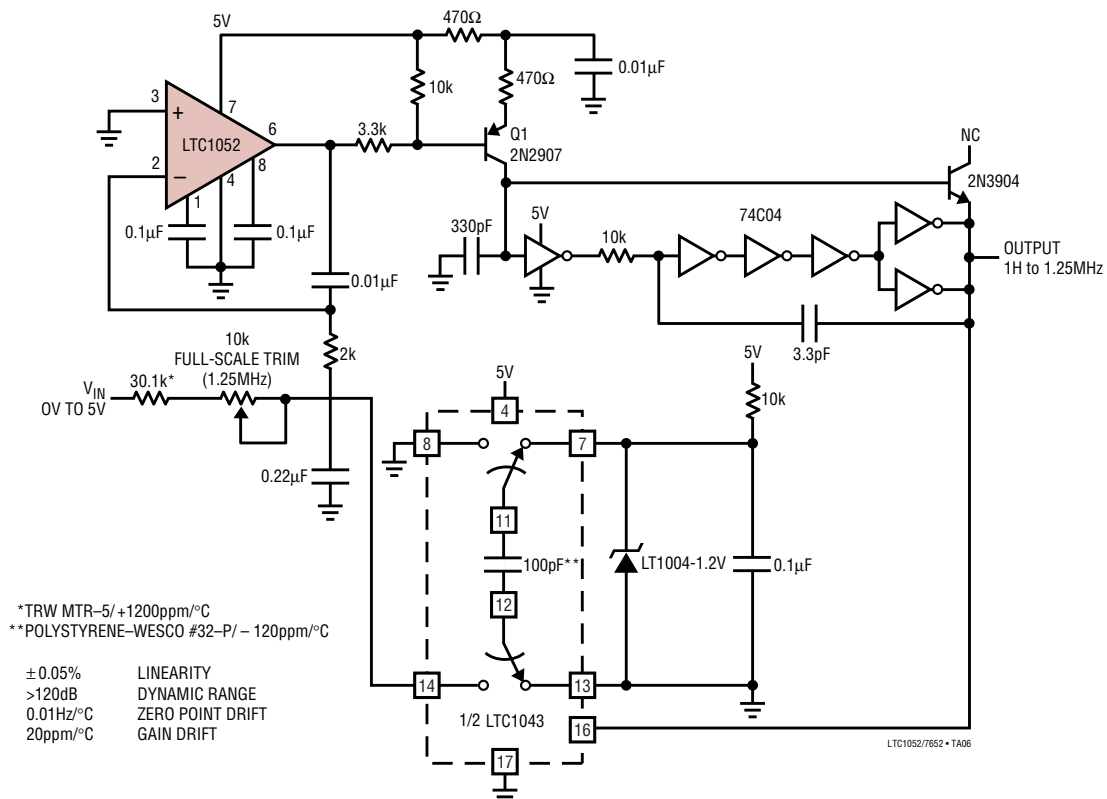 5V
470Ω
0.01µF
10k
470Ω
3
+
7
LTC1052
6
3.3k
Q1
2N2907
2
–
8
4
1
0.1µF
0.1µF
NC
2N3904
330pF
5V
10k
74C04
OUTPUT
1H to 1.25MHz
0.01µF
3.3pF
2k
10k
FULL-SCALE TRIM
(1.25MHz)
VIN
0V TO 5V
30.1k*
5V
5V
10k
4
8
7
0.22µF
11
100pF**
LT1004-1.2V
0.1µF
12
14
13
1/2 LTC1043
16
17
*TRW MTR–5/ +1200ppm/°C
**POLYSTYRENE–WESCO #32–P/ – 120ppm/°C
±0.05% LINEARITY
>120dB DYNAMIC RANGE
0.01Hz/°C ZERO POINT DRIFT
20ppm/°C GAIN DRIFT
LTC1052/7652 • TA06